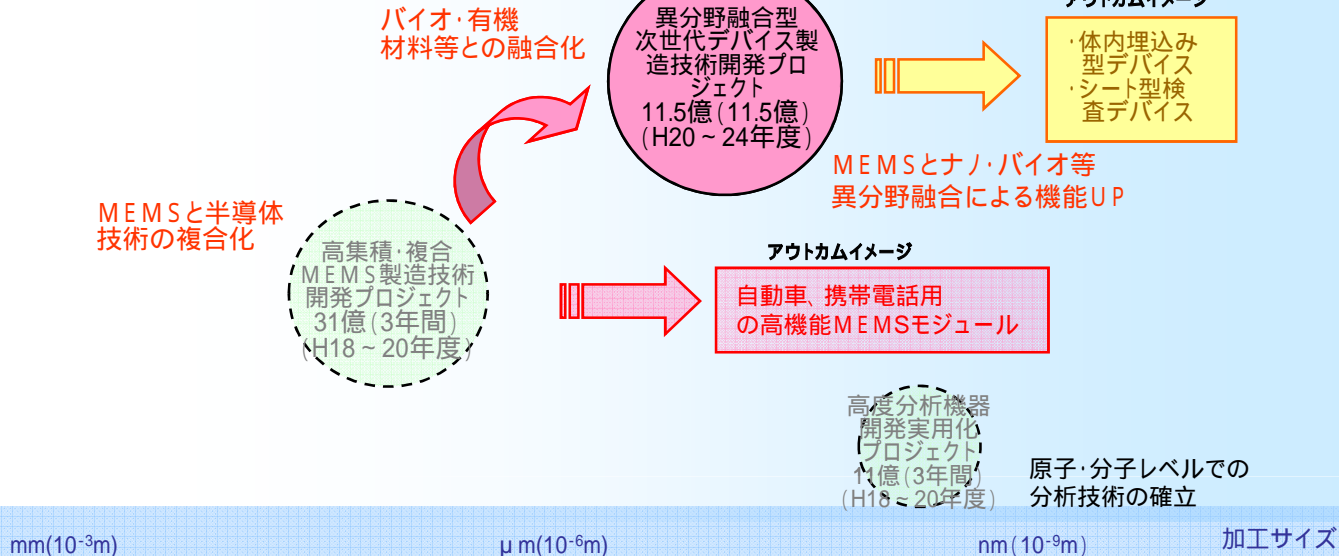 アウトカムイメージ
バイオ・有機
材料等との融合化
異分野融合型
次世代デバイス製
造技術開発プロ
ジェクト
11.5億(11.5億)
(H20~24年度)
・体内埋込み
型デバイス
・シート型検
査デバイス
MEMSとナノ・バイオ等
異分野融合による機能UP
MEMSと半導体
技術の複合化
高集積・複合
MEMS製造技術
開発プロジェクト
31億(3年間)
(H18~20年度)
アウトカムイメージ
自動車、携帯電話用
の高機能MEMSモジュール
高度分析機器
開発実用化
プロジェクト
11億(3年間)
(H18~20年度)
原子・分子レベルでの
分析技術の確立
mm(10⁻³m)
μm(10⁻⁶m)
nm(10⁻⁹m)
加工サイズ